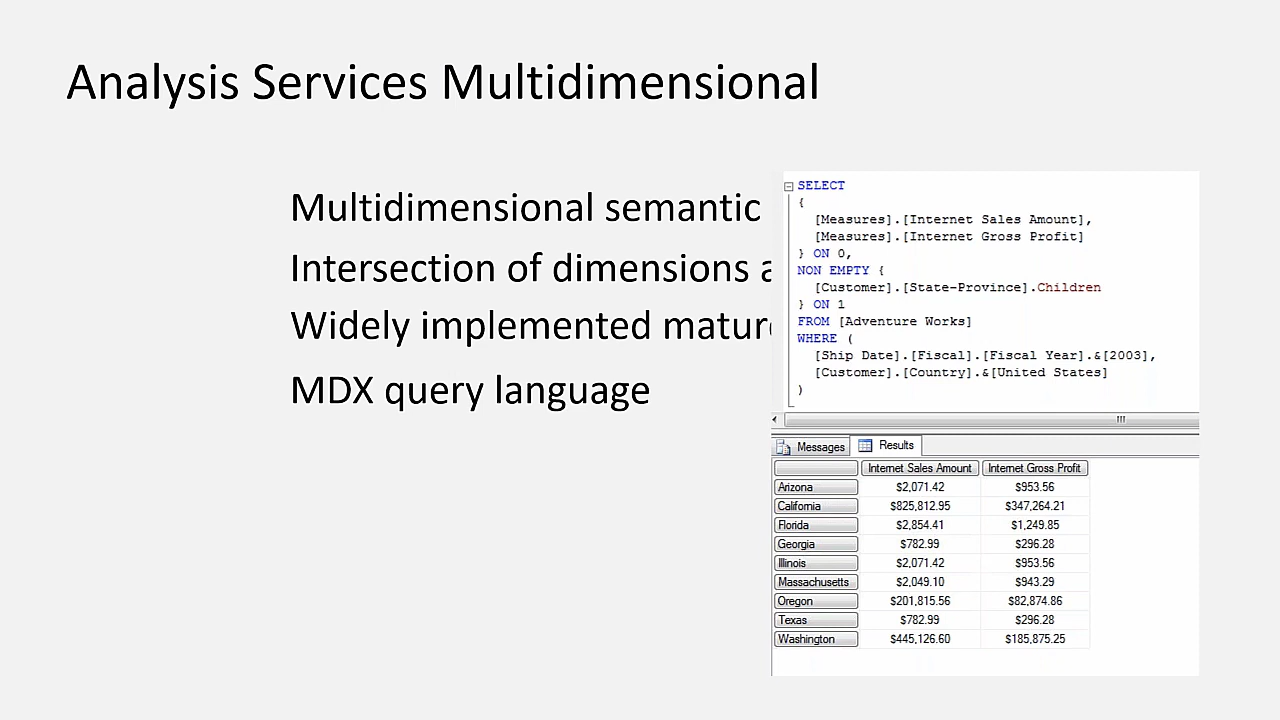 Analysis Services Multidimensional
Multidimensional semantic
Intersection of dimensions a
Widely implemented mature
MDX query language
SELECT
{
[Measures].[Internet Sales Amount],
[Measures].[Internet Gross Profit]
} ON 0,
NON EMPTY {
[Customer].[State-Province].Children
} ON 1
FROM [Adventure Works]
WHERE (
[Ship Date].[Fiscal].[Fiscal Year].&[2003],
[Customer].[Country].&[United States]
)
Messages Results
Internet Sales Amount Internet Gross Profit
Arizona $2,071.42 $953.56
California $825,812.95 $347,264.21
Florida $2,854.41 $1,249.85
Georgia $782.99 $296.28
Illinois $2,071.42 $953.56
Massachusetts $2,049.10 $943.29
Oregon $201,815.56 $82,874.86
Texas $782.99 $296.28
Washington $445,126.60 $185,875.25